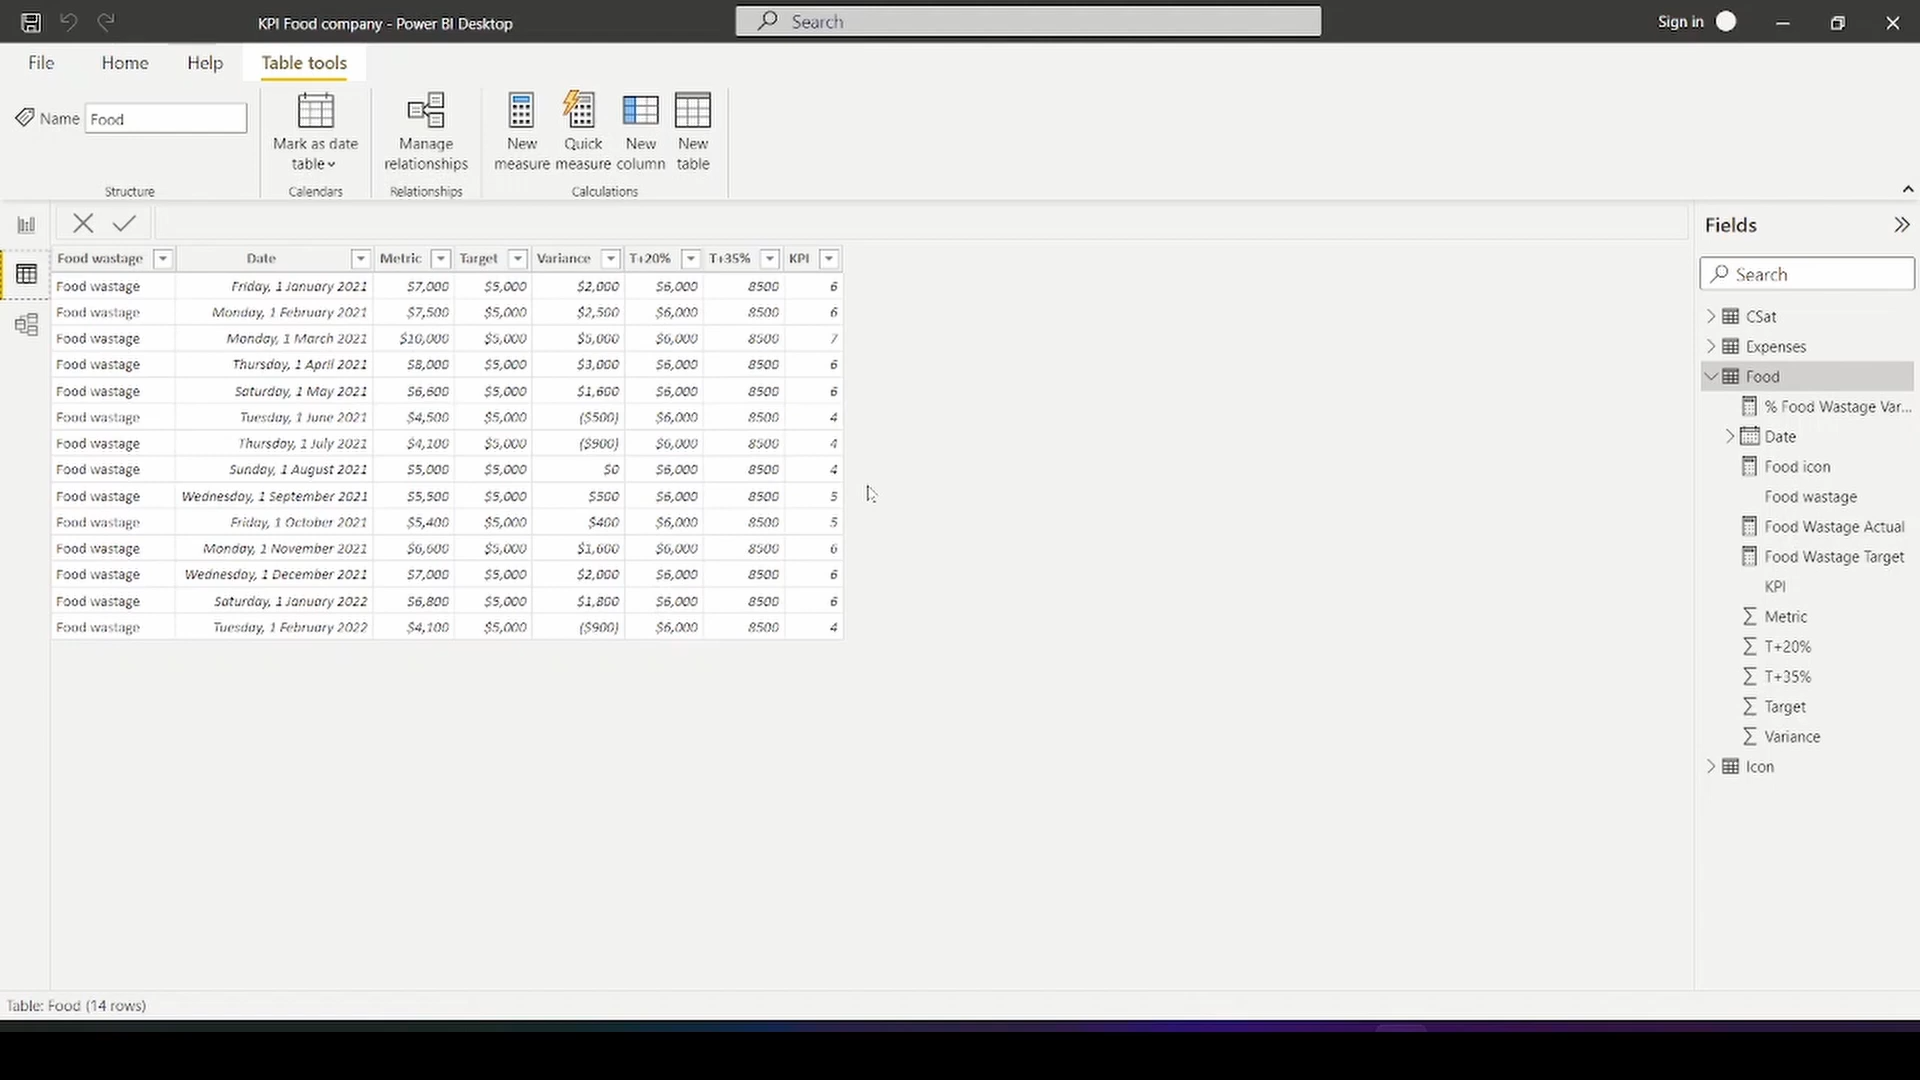 KPI Food company - Power BI Desktop
Search
Sign in
File Home Help Table tools
Name Food
Mark as date table
Calendars
Manage relationships
Relationships
New measure
Quick measure
New column
New table
Calculations
Structure
Fields
Search
Food wastage Date Metric Target Variance T+20% T+35% KPI
Food wastage Friday, 1 January 2021 $7,000 $5,000 $2,000 $6,000 8500 6
Food wastage Monday, 1 February 2021 $7,500 $5,000 $2,500 $6,000 8500 6
Food wastage Monday, 1 March 2021 $10,000 $5,000 $5,000 $6,000 8500 7
Food wastage Thursday, 1 April 2021 $8,000 $5,000 $3,000 $6,000 8500 6
Food wastage Saturday, 1 May 2021 $6,600 $5,000 $1,600 $6,000 8500 6
Food wastage Tuesday, 1 June 2021 $4,500 $5,000 ($500) $6,000 8500 4
Food wastage Thursday, 1 July 2021 $4,100 $5,000 ($900) $6,000 8500 4
Food wastage Sunday, 1 August 2021 $5,000 $5,000 $0 $6,000 8500 4
Food wastage Wednesday, 1 September 2021 $5,500 $5,000 $500 $6,000 8500 5
Food wastage Friday, 1 October 2021 $5,400 $5,000 $400 $6,000 8500 5
Food wastage Monday, 1 November 2021 $6,600 $5,000 $1,600 $6,000 8500 6
Food wastage Wednesday, 1 December 2021 $7,000 $5,000 $2,000 $6,000 8500 6
Food wastage Saturday, 1 January 2022 $6,800 $5,000 $1,800 $6,000 8500 6
Food wastage Tuesday, 1 February 2022 $4,100 $5,000 ($900) $6,000 8500 4
CSat
Expenses
Food
% Food Wastage Var...
Date
Food icon
Food wastage
Food Wastage Actual
Food Wastage Target
KPI
Metric
T+20%
T+35%
Target
Variance
Icon
Table: Food (14 rows)